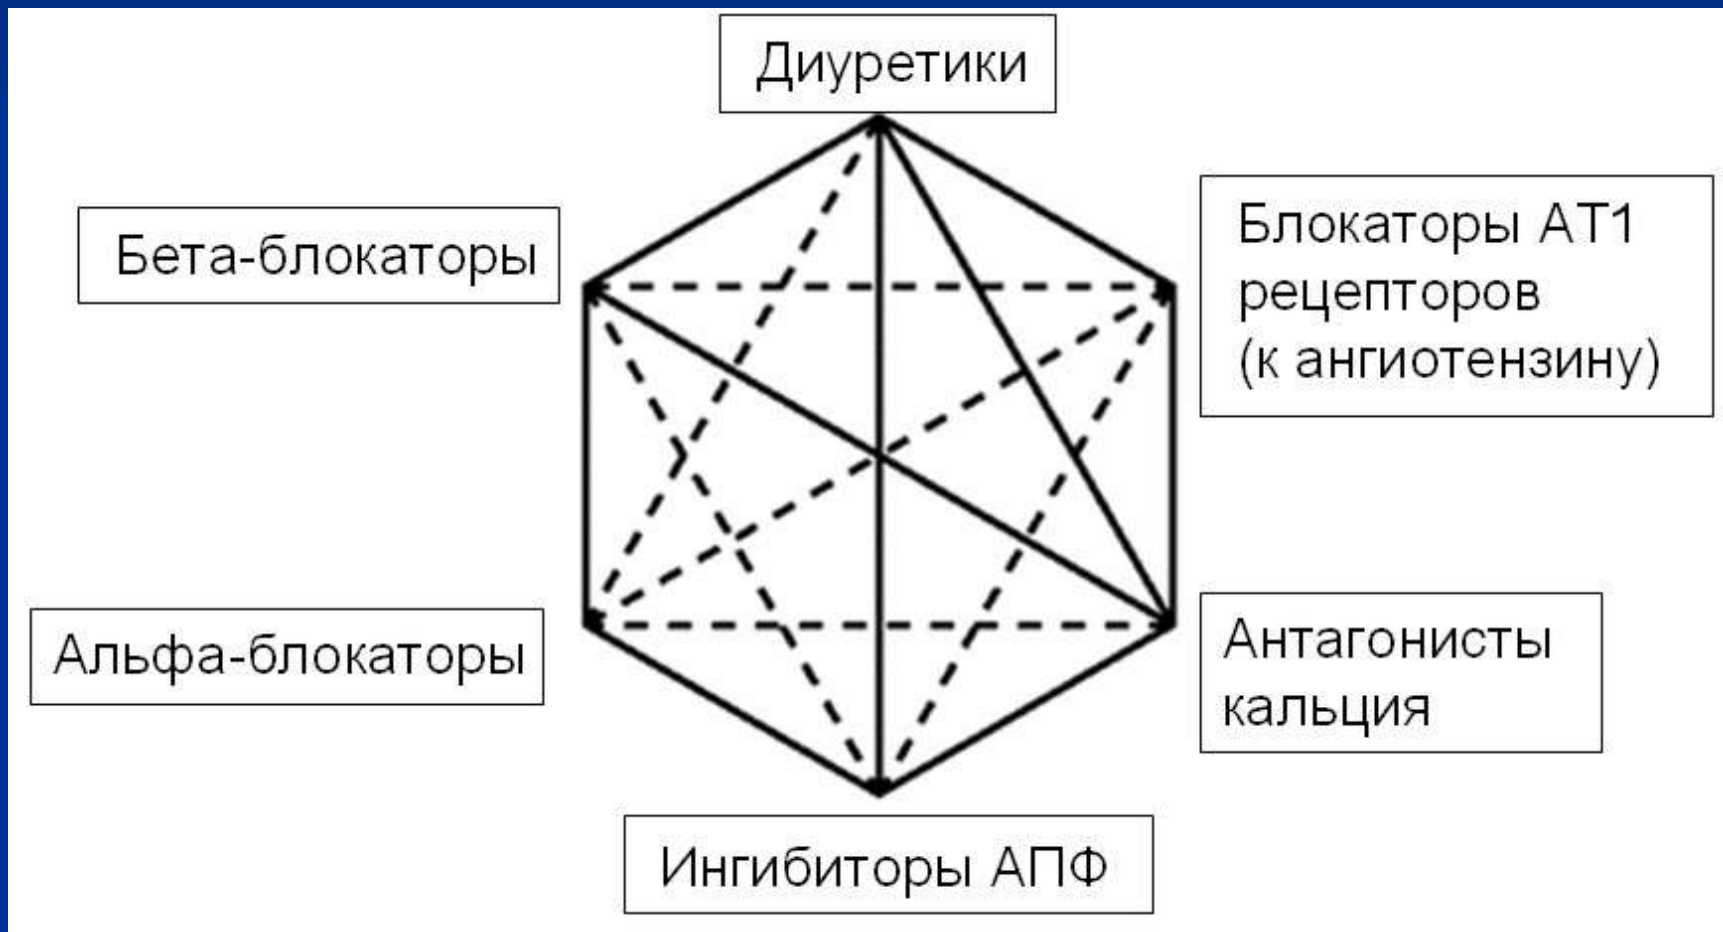 Диуретики
Бета-блокаторы
Блокаторы АТ1
рецепторов
(к ангиотензину)
Альфа-блокаторы
Антагонисты
кальция
Ингибиторы АПФ